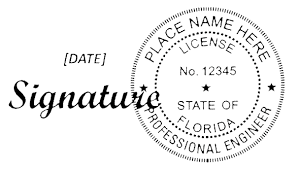 PLACE NAME HERE
LICENSE
[DATE]
No. 12345
Signature
STATE OF
FLORIDA
PROFESSIONAL ENGINEER